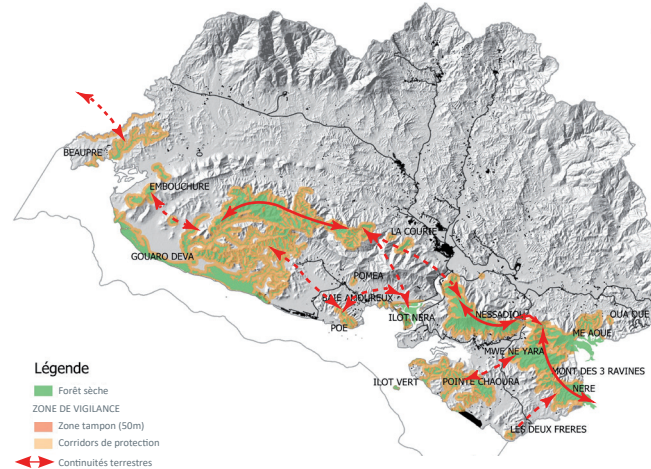 BEAUPRE
EMBOUCHURE
LA COURIE
GOUARO DEVA
POMEA
BAIE AMOUREUX
ILOT NERA
POE
NESSADIOU
OUA OUE
ME AOUE
MWE NE YARA
MONT DES 3 RAVINES
ILOT VERT
POINTE CHAOURA
NERE
LES DEUX FRERES
Légende
Forêt sèche
ZONE DE VIGILANCE
Zone tampon (50m)
Corridors de protection
Continuités terrestres